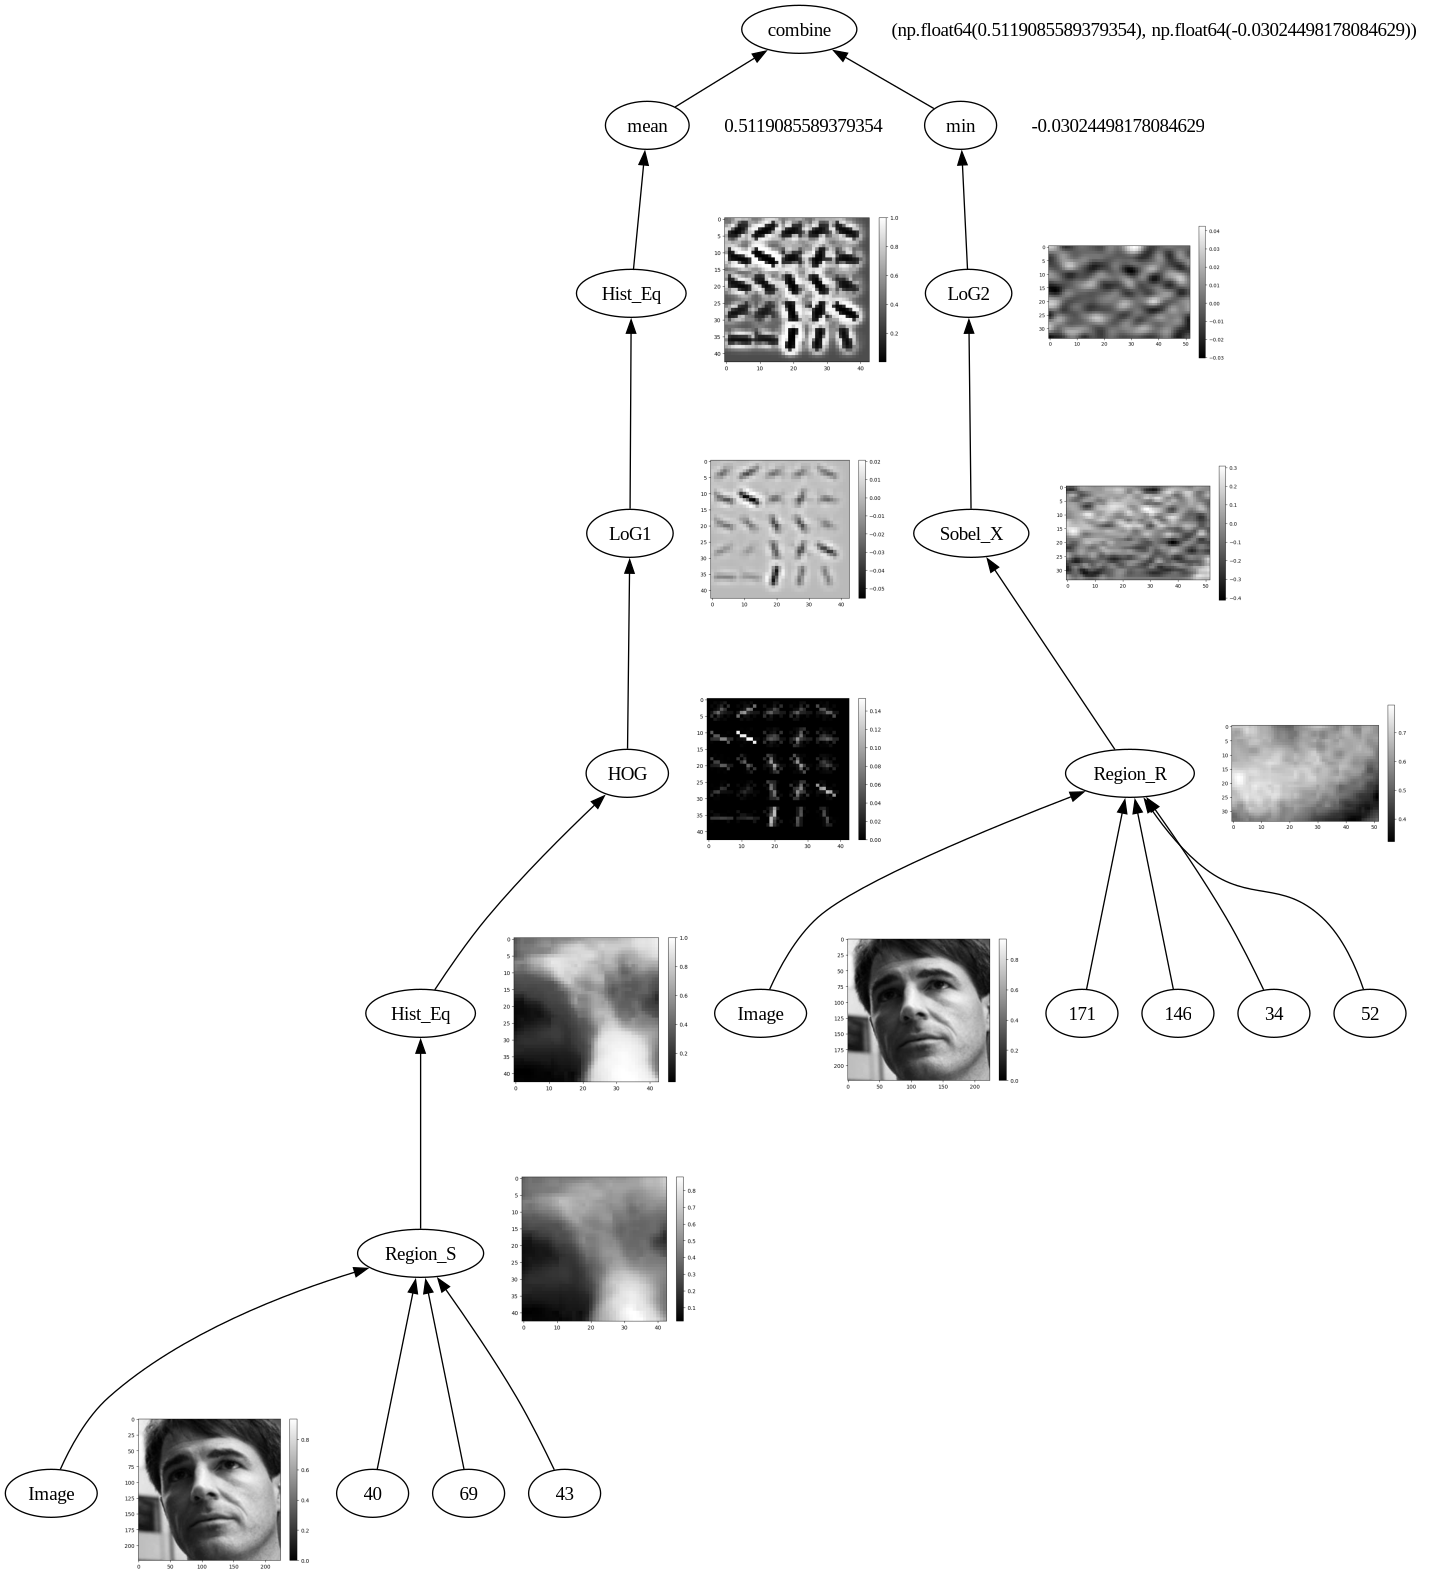 combine (np.float64(0.5119085589379354), np.float64(-0.03024498178084629))
mean 0.5119085589379354 min -0.03024498178084629
Hist_Eq LoG2
LoG1 Sobel_X
HOG Region_R
Hist_Eq Image 171 146 34 52
Region_S
Image 40 69 43